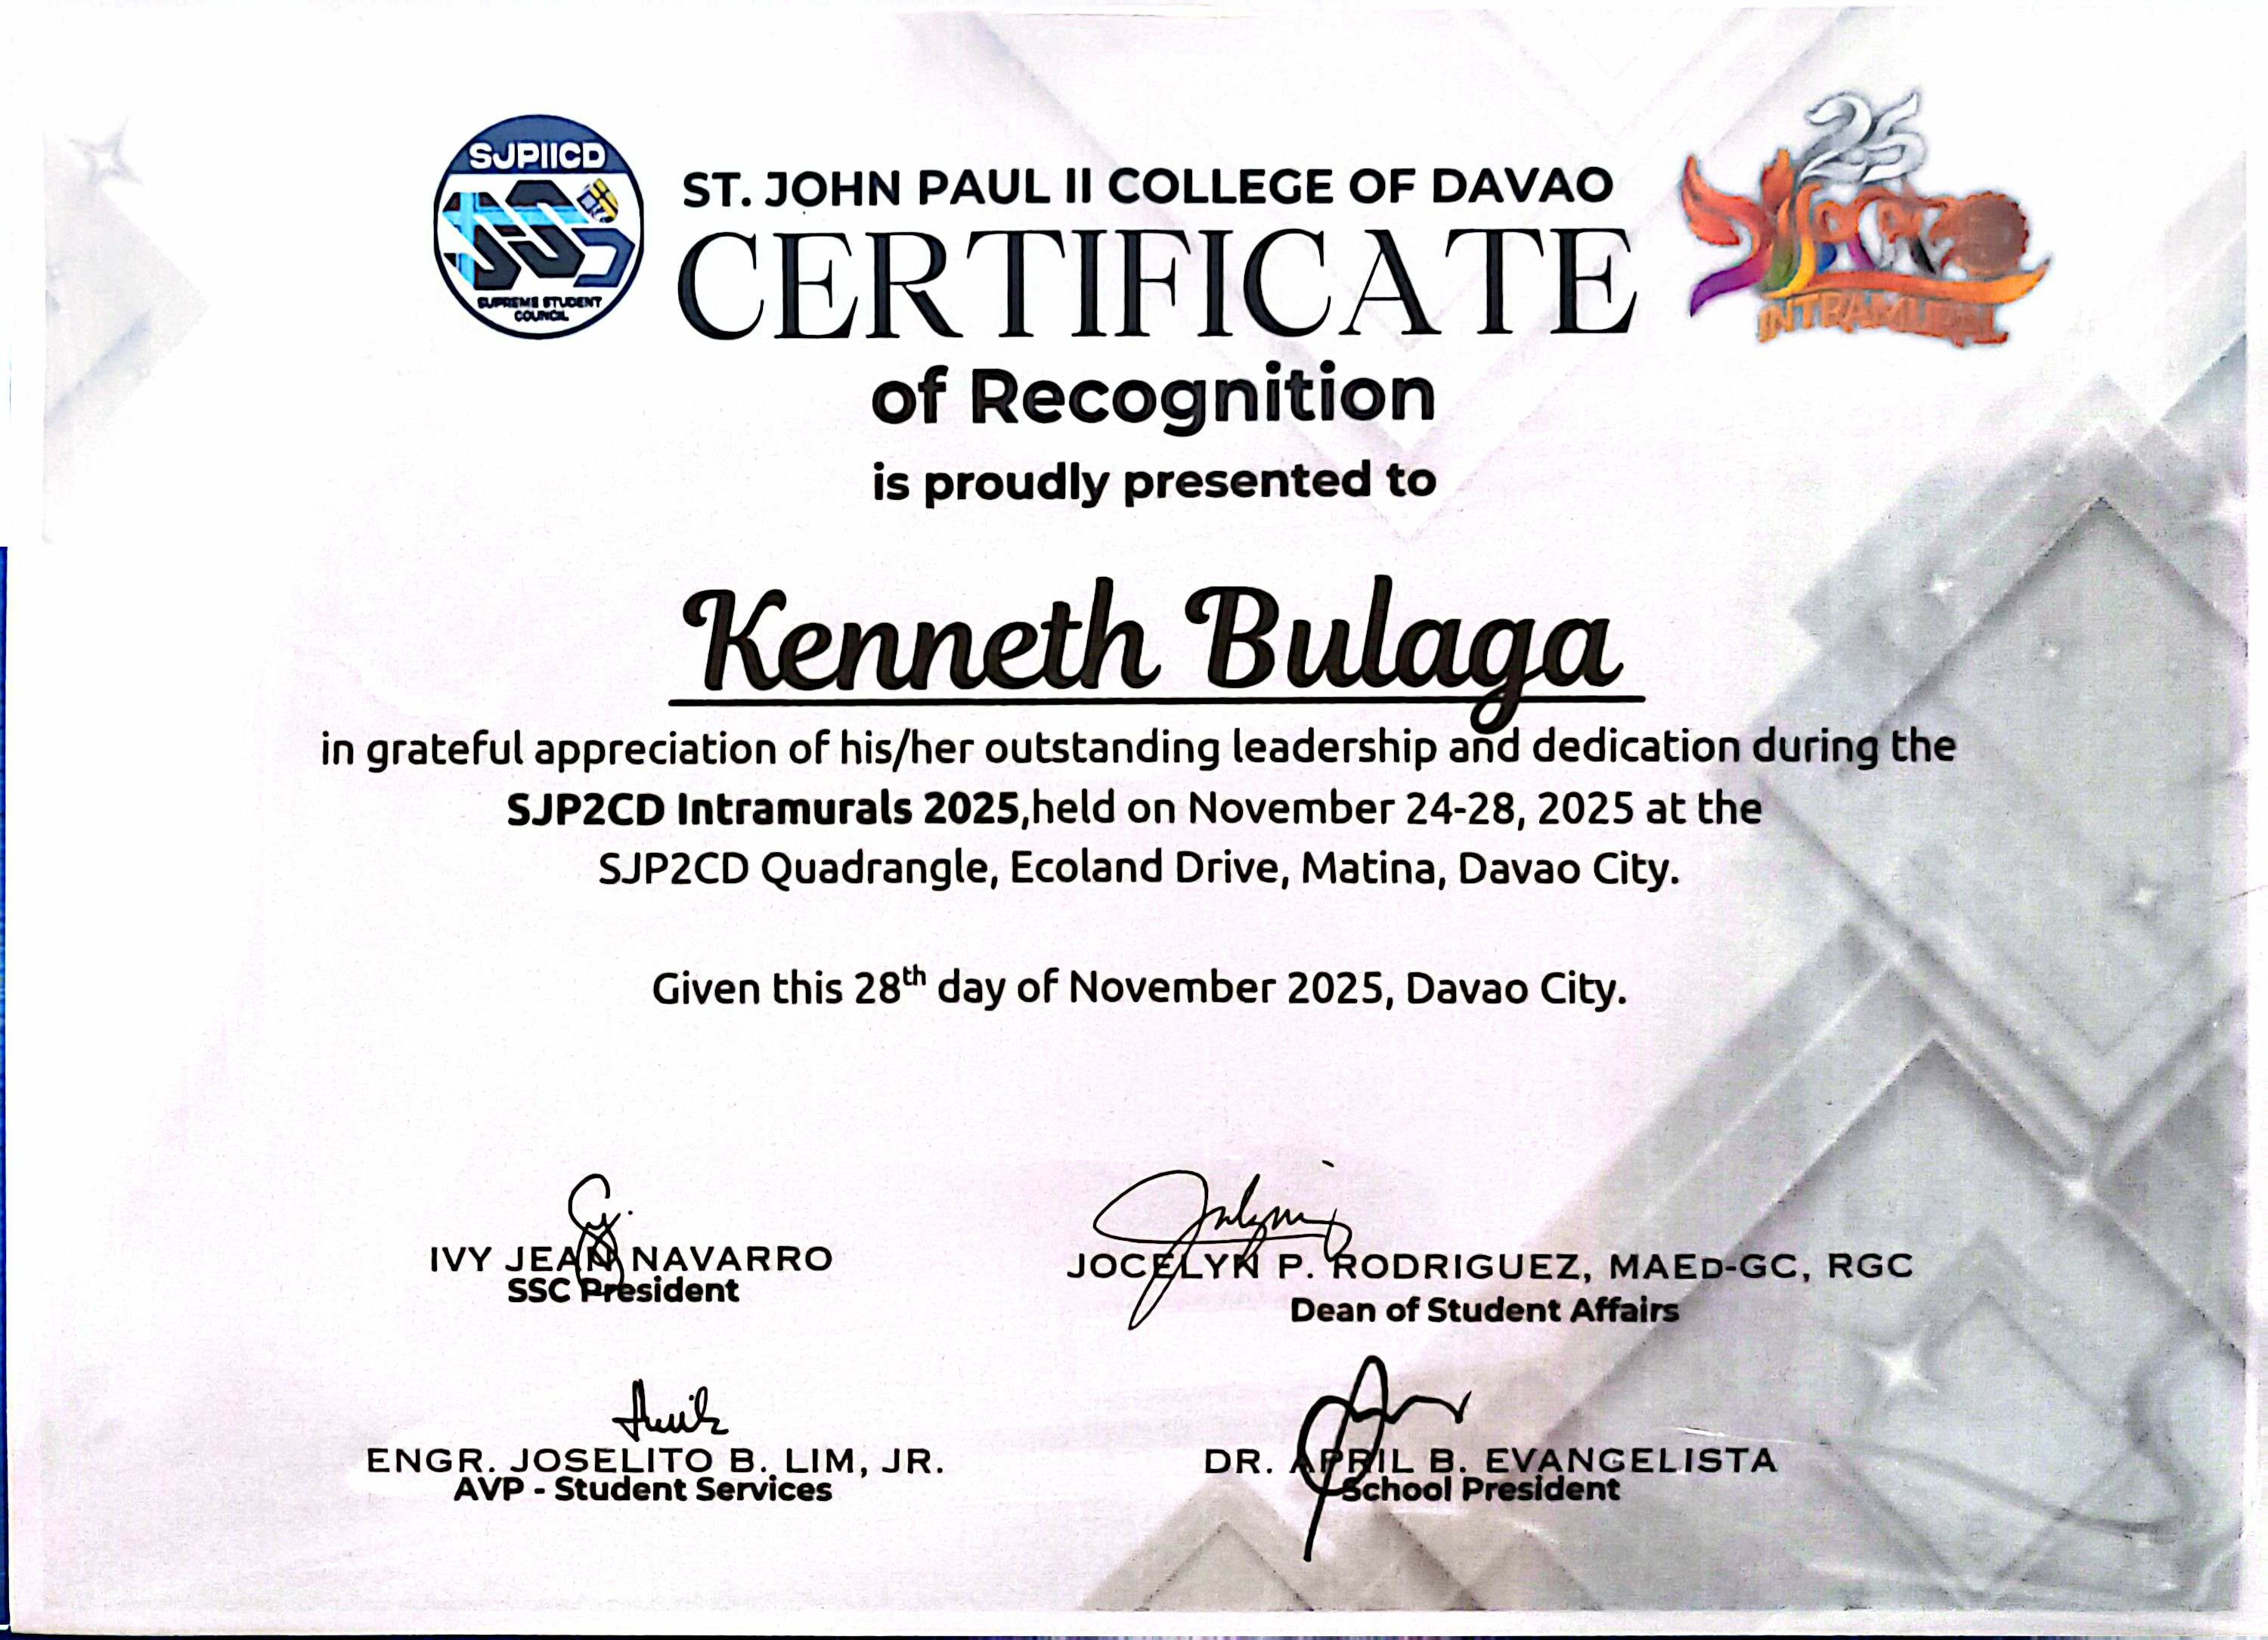 SJPIICD
SUPREME STUDENT
COUNCIL
25
INTRAMURAL
ST. JOHN PAUL II COLLEGE OF DAVAO
CERTIFICATE
of Recognition
is proudly presented to
Kenneth Bulaga
in grateful appreciation of his/her outstanding leadership and dedication during the
SJP2CD Intramurals 2025,held on November 24-28, 2025 at the
SJP2CD Quadrangle, Ecoland Drive, Matina, Davao City.
Given this 28th day of November 2025, Davao City.
IVY JEAN NAVARRO
SSC President
JOCELYN P. RODRIGUEZ, MAED-GC, RGC
Dean of Student Affairs
ENGR. JOSELITO B. LIM, JR.
AVP - Student Services
DR. APRIL B. EVANGELISTA
School President